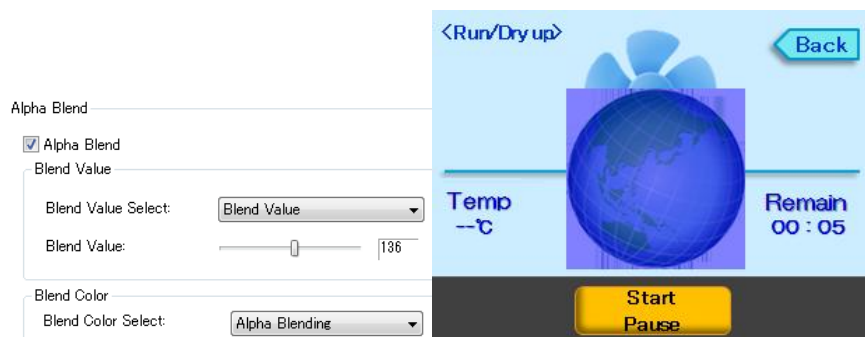 Alpha Blend
Alpha Blend
Blend Value
Blend Value Select:
Blend Value
Blend Value:
136
Blend Color
Blend Color Select:
Alpha Blending
<Run/Dry up>
Back
Temp
--℃
Remain
00:05
Start
Pause